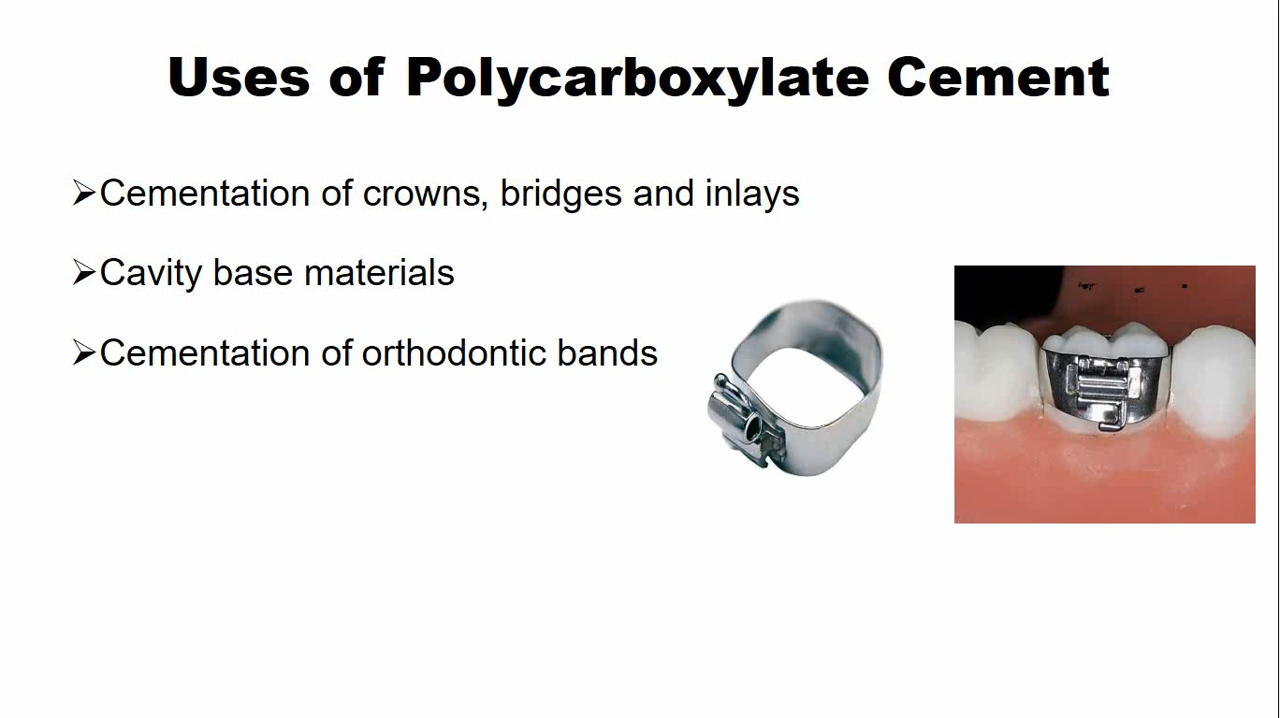 Uses of Polycarboxylate Cement
➢Cementation of crowns, bridges and inlays
➢Cavity base materials
➢Cementation of orthodontic bands